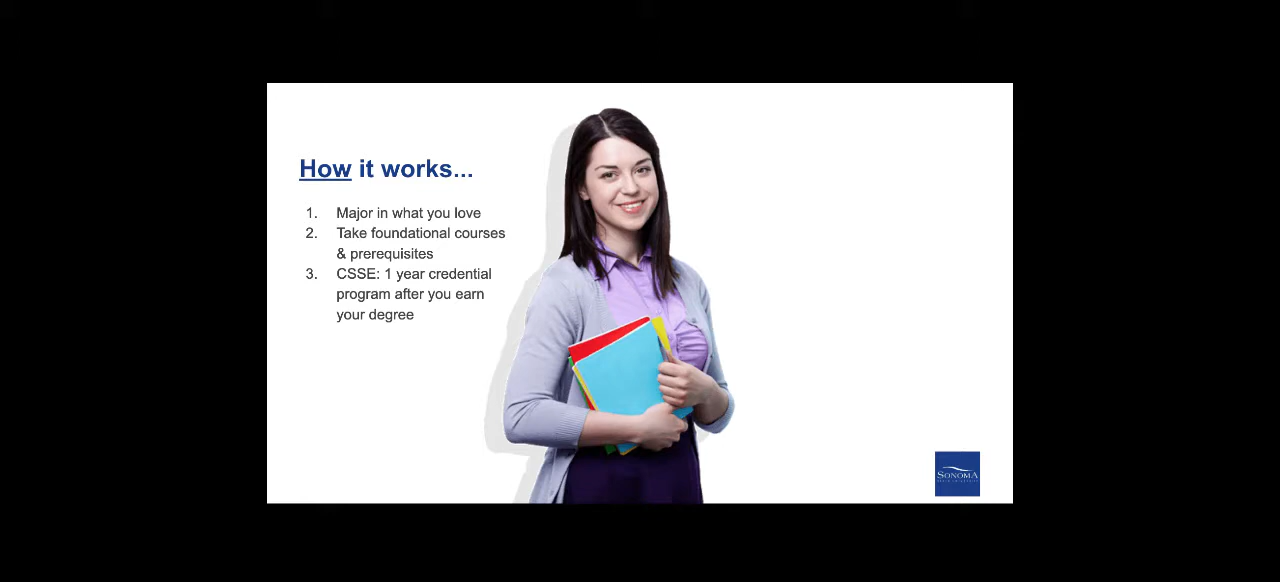 How it works...
1. Major in what you love
2. Take foundational courses
& prerequisites
3. CSSE: 1 year credential
program after you earn
your degree
SONOMA